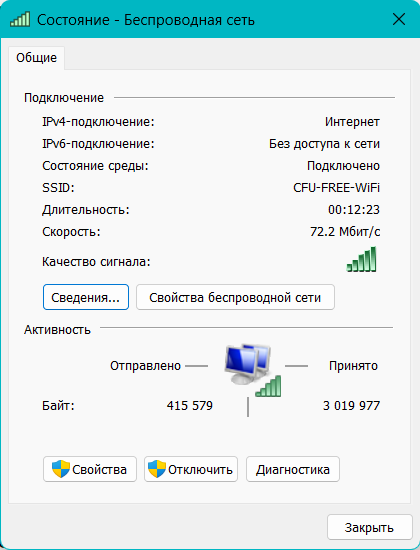 Состояние - Беспроводная сеть
Общие
Подключение
IPv4-подключение: Интернет
IPv6-подключение: Без доступа к сети
Состояние среды: Подключено
SSID: CFU-FREE-WiFi
Длительность: 00:12:23
Скорость: 72.2 Мбит/с
Качество сигнала:
Сведения... Свойства беспроводной сети
Активность
Отправлено Принято
Байт: 415 579 3 019 977
Свойства Отключить Диагностика
Закрыть